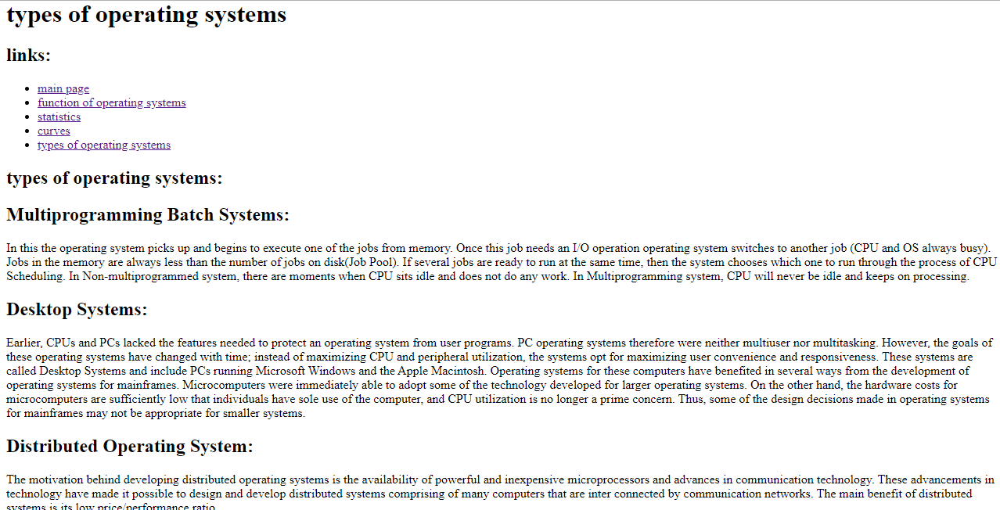 types of operating systems
links:
main page
function of operating systems
statistics
curves
types of operating systems
types of operating systems:
Multiprogramming Batch Systems:
In this the operating system picks up and begins to execute one of the jobs from memory. Once this job needs an I/O operation operating system switches to another job (CPU and OS always busy).
Jobs in the memory are always less than the number of jobs on disk(Job Pool). If several jobs are ready to run at the same time, then the system chooses which one to run through the process of CPU
Scheduling. In Non-multiprogrammed system, there are moments when CPU sits idle and does not do any work. In Multiprogramming system, CPU will never be idle and keeps on processing.
Desktop Systems:
Earlier, CPUs and PCs lacked the features needed to protect an operating system from user programs. PC operating systems therefore were neither multiuser nor multitasking. However, the goals of
these operating systems have changed with time; instead of maximizing CPU and peripheral utilization, the systems opt for maximizing user convenience and responsiveness. These systems are
called Desktop Systems and include PCs running Microsoft Windows and the Apple Macintosh. Operating systems for these computers have benefited in several ways from the development of
operating systems for mainframes. Microcomputers were immediately able to adopt some of the technology developed for larger operating systems. On the other hand, the hardware costs for
microcomputers are sufficiently low that individuals have sole use of the computer, and CPU utilization is no longer a prime concern. Thus, some of the design decisions made in operating systems
for mainframes may not be appropriate for smaller systems.
Distributed Operating System:
The motivation behind developing distributed operating systems is the availability of powerful and inexpensive microprocessors and advances in communication technology. These advancements in
technology have made it possible to design and develop distributed systems comprising of many computers that are inter connected by communication networks. The main benefit of distributed
systems is its low price/performance ratio.